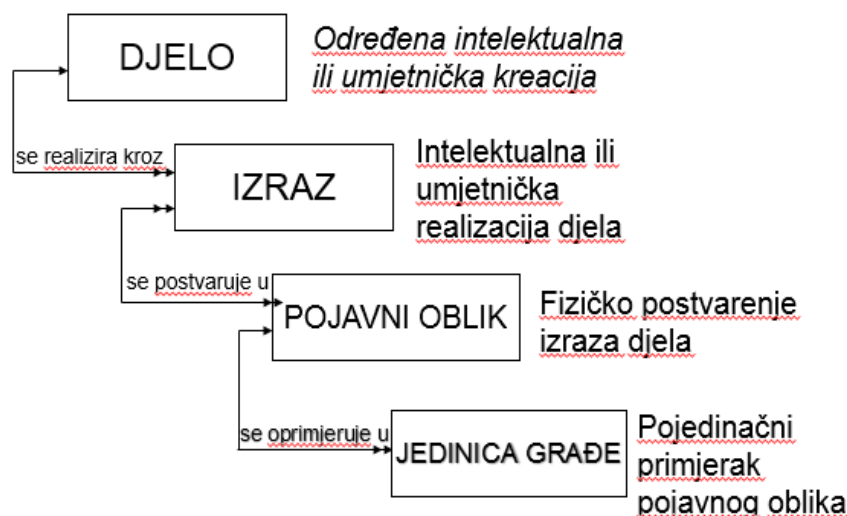 DJELO
Određena intelektualna
ili umjetnička kreacija
se realizira kroz
IZRAZ
Intelektualna ili
umjetnička
realizacija djela
se postvaruje u
POJAVNI OBLIK
Fizičko postvarenje
izraza djela
se oprimjeruje u
JEDINICA GRAĐE
Pojedinačni
primjerak
pojavnog oblika